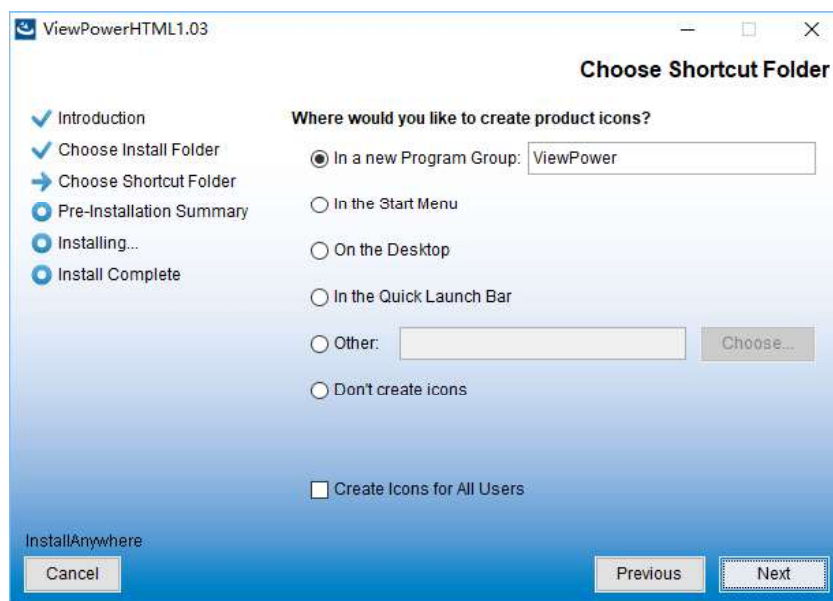 ViewPowerHTML1.03
Choose Shortcut Folder
Introduction
Choose Install Folder
Choose Shortcut Folder
Pre-Installation Summary
Installing...
Install Complete
Where would you like to create product icons?
In a new Program Group: ViewPower
In the Start Menu
On the Desktop
In the Quick Launch Bar
Other: Choose...
Don't create icons
Create Icons for All Users
InstallAnywhere
Cancel Previous Next